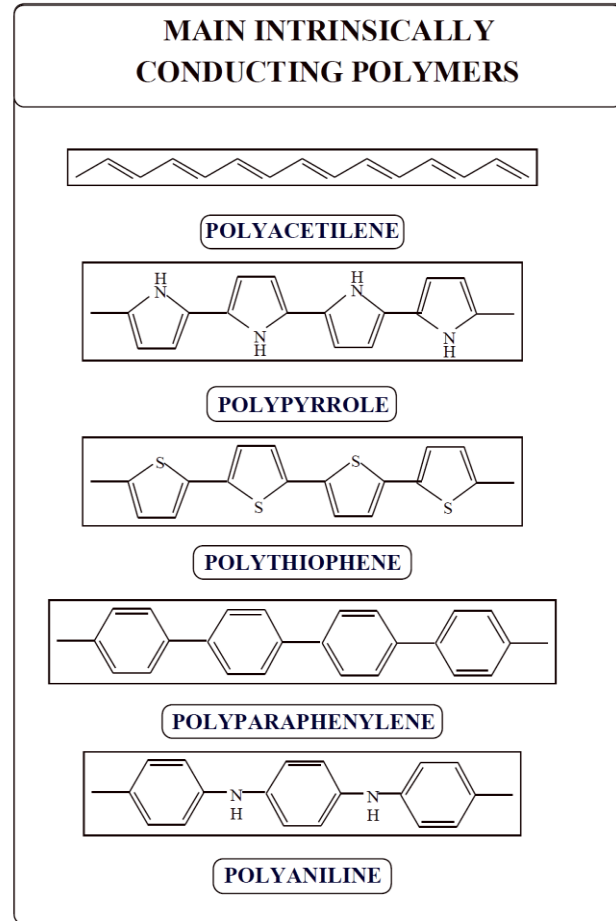 MAIN INTRINSICALLY
CONDUCTING POLYMERS
POLYACETILENE
H
N
H
N
N
H
N
H
POLYPYRROLE
S
S
S
S
POLYTHIOPHENE
POLYPARAPHENYLENE
N
H
N
H
POLYANILINE